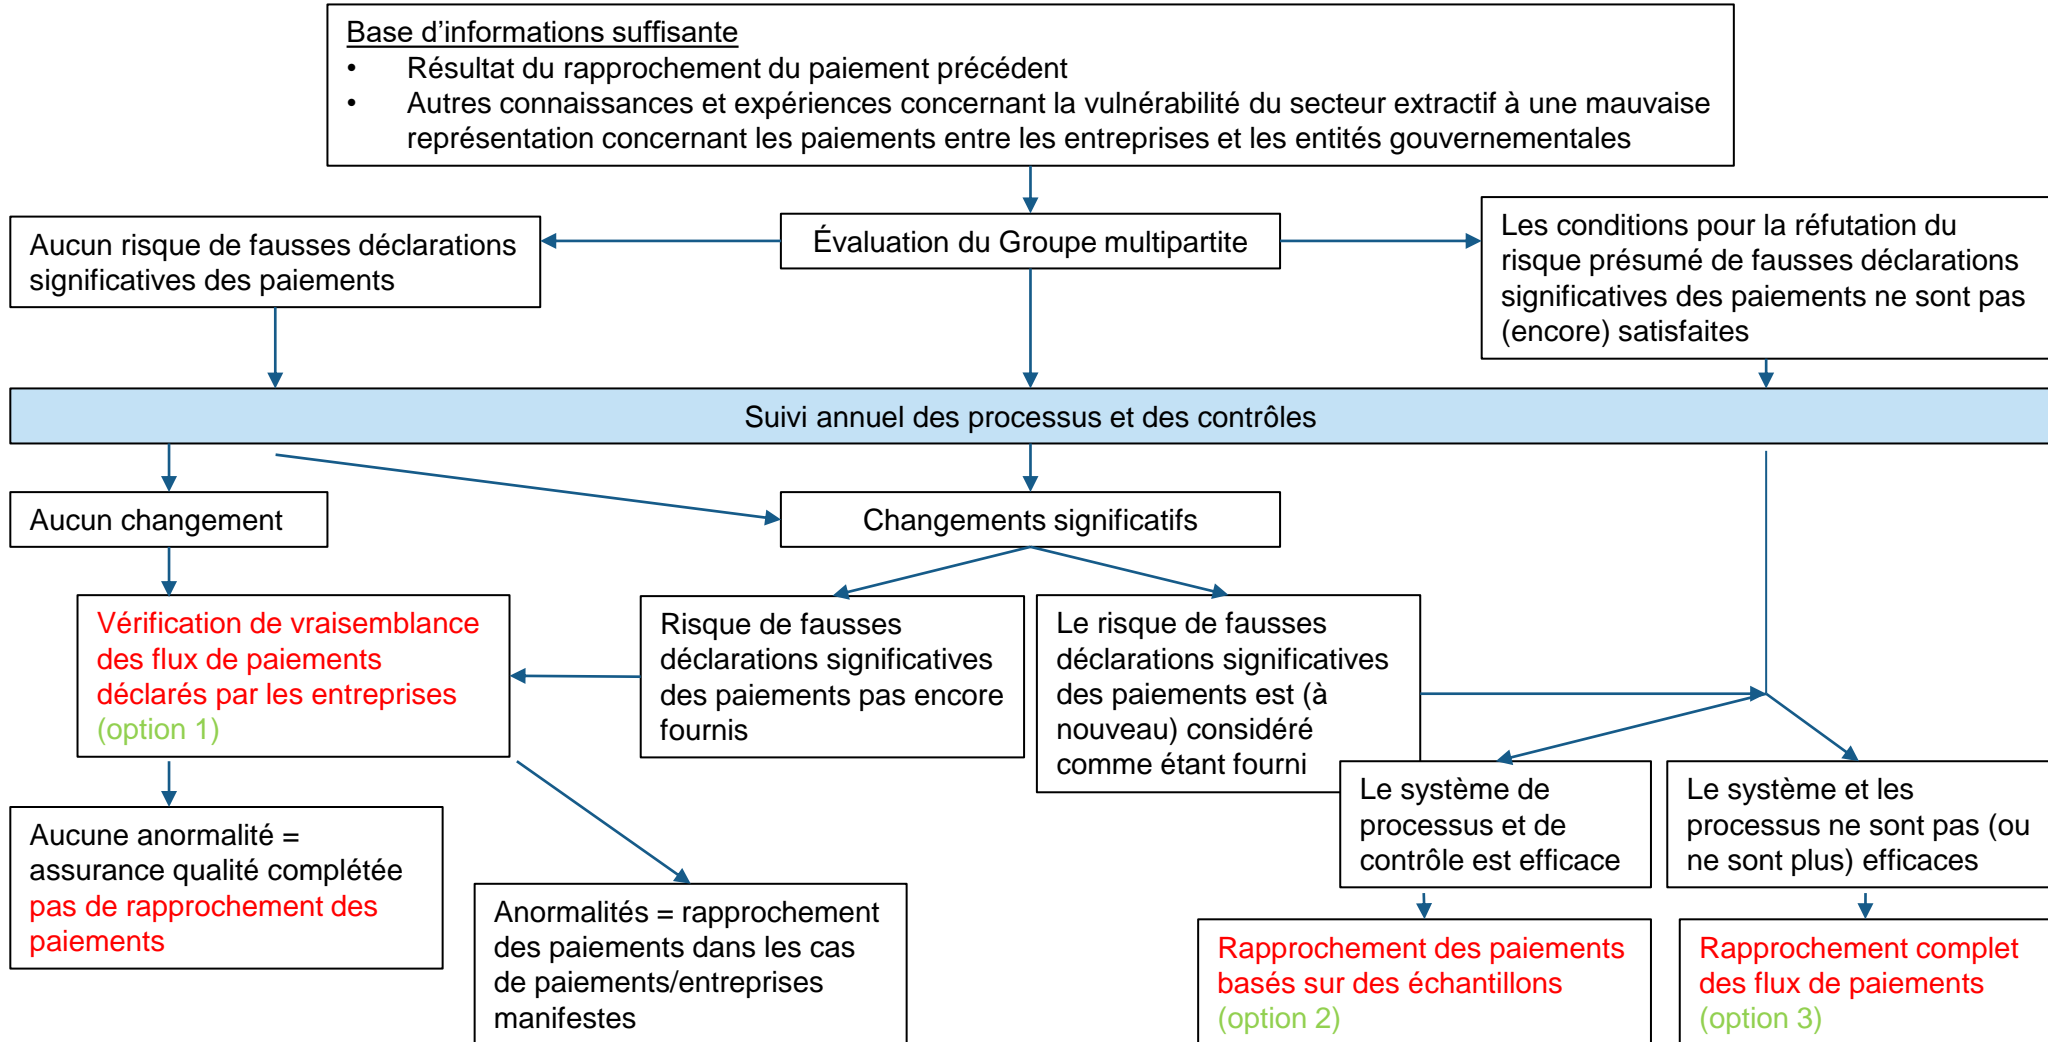 Base d’informations suffisante
• Résultat du rapprochement du paiement précédent
• Autres connaissances et expériences concernant la vulnérabilité du secteur extractif à une mauvaise
représentation concernant les paiements entre les entreprises et les entités gouvernementales
Aucun risque de fausses déclarations
significatives des paiements
Évaluation du Groupe multipartite
Les conditions pour la réfutation du
risque présumé de fausses déclarations
significatives des paiements ne sont pas
(encore) satisfaites
Suivi annuel des processus et des contrôles
Aucun changement
Changements significatifs
Vérification de vraisemblance
des flux de paiements
déclarés par les entreprises
(option 1)
Risque de fausses
déclarations significatives
des paiements pas encore
fournis
Le risque de fausses
déclarations significatives
des paiements est (à
nouveau) considéré
comme étant fourni
Le système de
processus et de
contrôle est efficace
Le système et les
processus ne sont pas (ou
ne sont plus) efficaces
Aucune anormalité =
assurance qualité complétée
pas de rapprochement des
paiements
Anormalités = rapprochement
des paiements dans les cas
de paiements/entreprises
manifestes
Rapprochement des paiements
basés sur des échantillons
(option 2)
Rapprochement complet
des flux de paiements
(option 3)